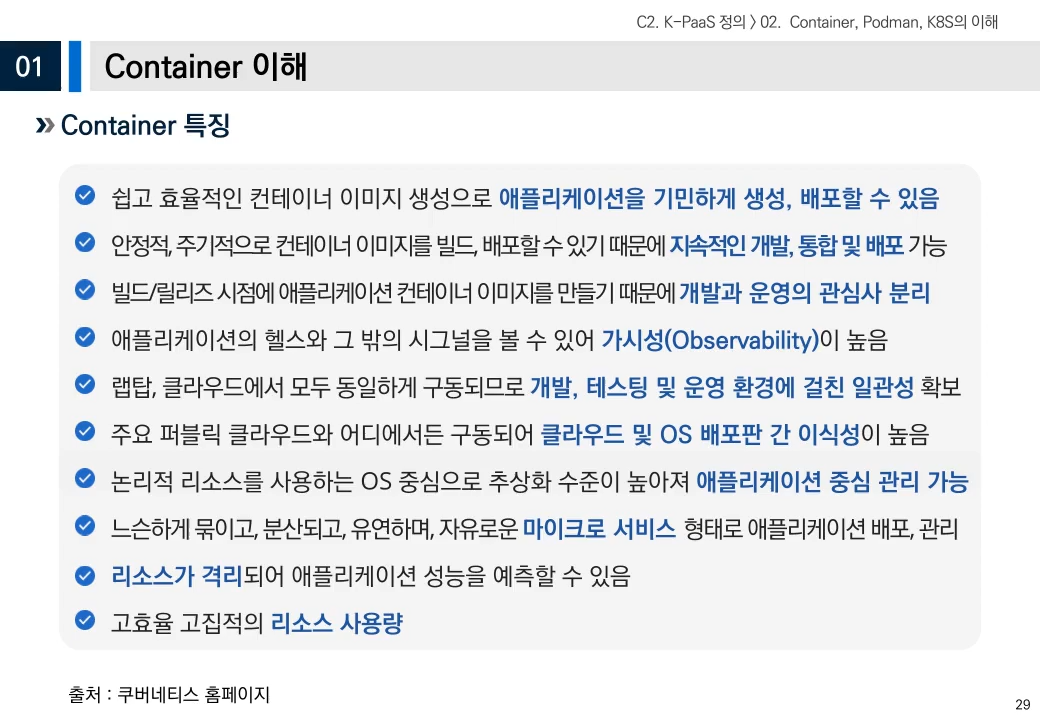 C2. K-PaaS 정의 > 02. Container, Podman, K8S의 이해
01 Container 이해
Container 특징
쉽고 효율적인 컨테이너 이미지 생성으로 애플리케이션을 기민하게 생성, 배포할 수 있음
안정적, 주기적으로 컨테이너 이미지를 빌드, 배포할 수 있기 때문에 지속적인 개발, 통합 및 배포 가능
빌드/릴리즈 시점에 애플리케이션 컨테이너 이미지를 만들기 때문에 개발과 운영의 관심사 분리
애플리케이션의 헬스와 그 밖의 시그널을 볼 수 있어 가시성(Observability)이 높음
랩탑, 클라우드에서 모두 동일하게 구동되므로 개발, 테스팅 및 운영 환경에 걸친 일관성 확보
주요 퍼블릭 클라우드와 어디에서든 구동되어 클라우드 및 OS 배포판 간 이식성이 높음
논리적 리소스를 사용하는 OS 중심으로 추상화 수준이 높아져 애플리케이션 중심 관리 가능
느슨하게 묶이고, 분산되고, 유연하며, 자유로운 마이크로 서비스 형태로 애플리케이션 배포, 관리
리소스가 격리되어 애플리케이션 성능을 예측할 수 있음
고효율 고집적의 리소스 사용량
출처 : 쿠버네티스 홈페이지
29